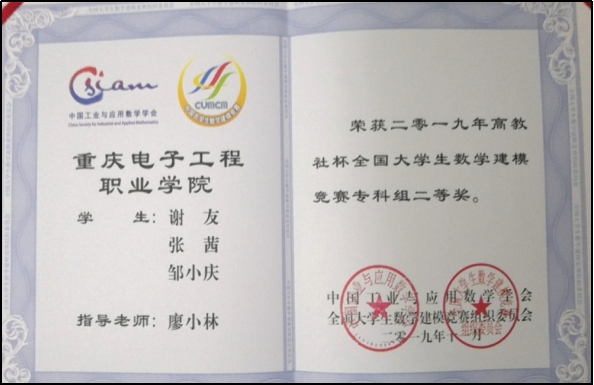 CSiam
中国工业与应用数学学会
China Society for Industrial and Applied Mathematics
CUMCM
重庆电子工程
职业学院
学 生：谢 友
张 茜
邹小庆
指导老师：廖小林
荣获二零一九年高教
社杯全国大学生数学建模
竞赛专科组二等奖。
中国工业与应用数学学会
全国大学生数学建模竞赛组织委员会
二零一九年十一月